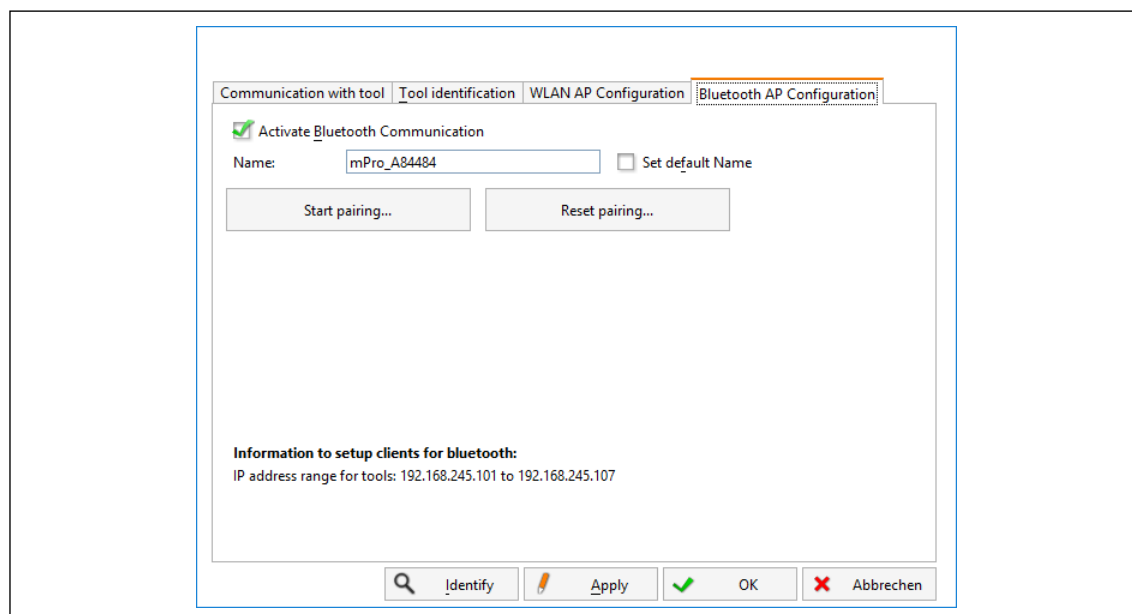 Communication with tool Tool identification WLAN AP Configuration Bluetooth AP Configuration
Activate Bluetooth Communication
Name: mPro_A84484 Set default Name
Start pairing... Reset pairing...
Information to setup clients for bluetooth:
IP address range for tools: 192.168.245.101 to 192.168.245.107
Identify Apply OK Abbrechen